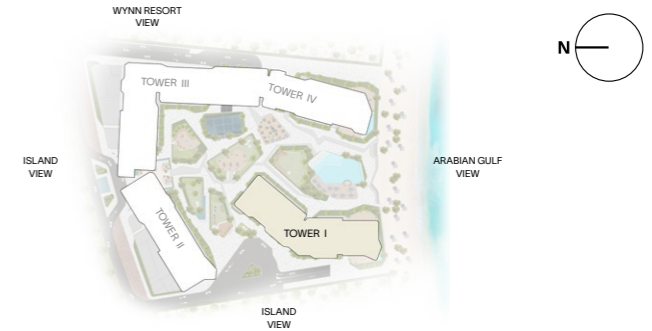 WYNN RESORT
VIEW
N
TOWER III
TOWER IV
ISLAND
VIEW
ARABIAN GULF
VIEW
TOWER II
TOWER I
ISLAND
VIEW